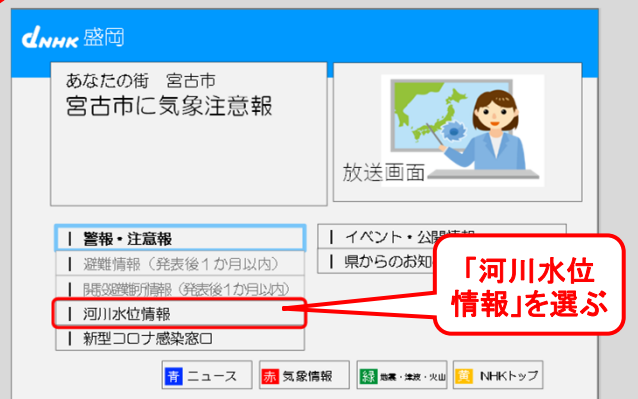 dNHK 盛岡
あなたの街 宮古市
宮古市に気象注意報
放送画面
警報・注意報
避難情報（発表後１か月以内）
開設避難所情報（発表後1か月以内）
河川水位情報
新型コロナ感染窓口
イベント・公開情報
県からのお知
「河川水位
情報」を選ぶ
青 ニュース
赤 気象情報
緑 地震・津波・火山
黄 NHKトップ